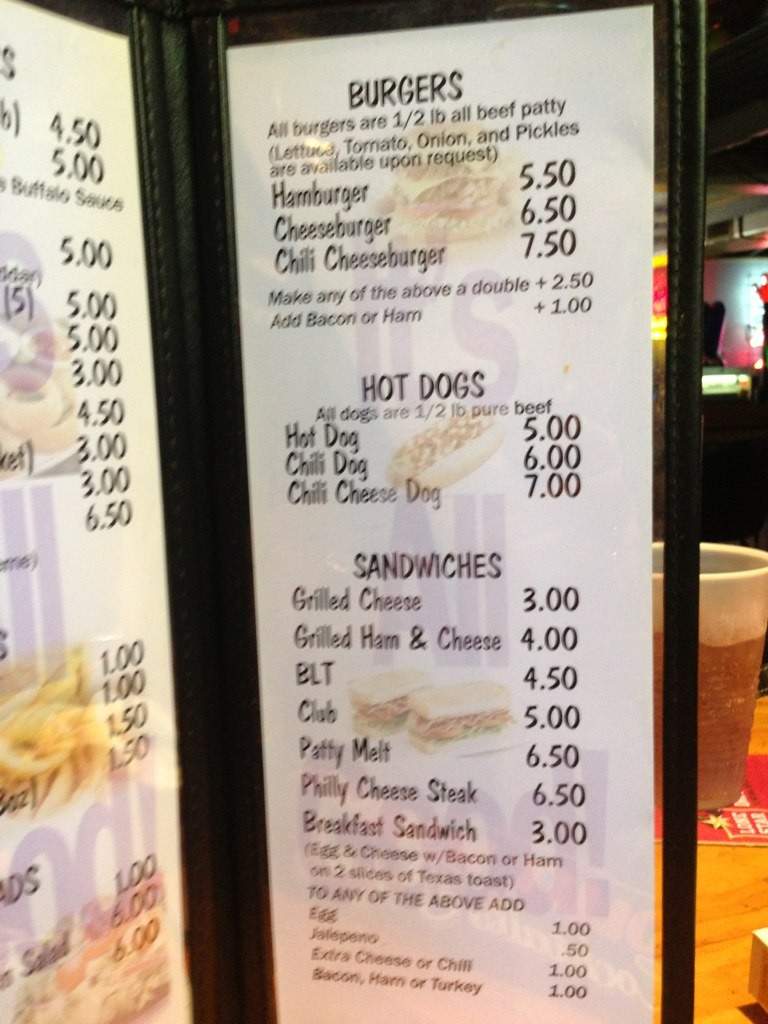 S
4.50
5.00
Buffalo Sauce
5.00
(5) 5.00
5.00
3.00
4.50
3.00
3.00
6.50
S
1.00
1.00
1.50
1.50
ADS
1.00
6.00
Salad 6.00
BURGERS
All burgers are 1/2 lb all beef patty
(Lettuce, Tomato, Onion, and Pickles
are available upon request)
Hamburger 5.50
Cheeseburger 6.50
Chili Cheeseburger 7.50
Make any of the above a double + 2.50
Add Bacon or Ham + 1.00
HOT DOGS
All dogs are 1/2 lb pure beef
Hot Dog 5.00
Chili Dog 6.00
Chili Cheese Dog 7.00
SANDWICHES
Grilled Cheese 3.00
Grilled Ham & Cheese 4.00
BLT 4.50
Club 5.00
Patty Melt 6.50
Philly Cheese Steak 6.50
Breakfast Sandwich 3.00
(Egg & Cheese w/Bacon or Ham
on 2 slices of Texas toast)
TO ANY OF THE ABOVE ADD
Egg 1.00
Jalepeno .50
Extra Cheese or Chili 1.00
Bacon, Ham or Turkey 1.00
LONE
STAR